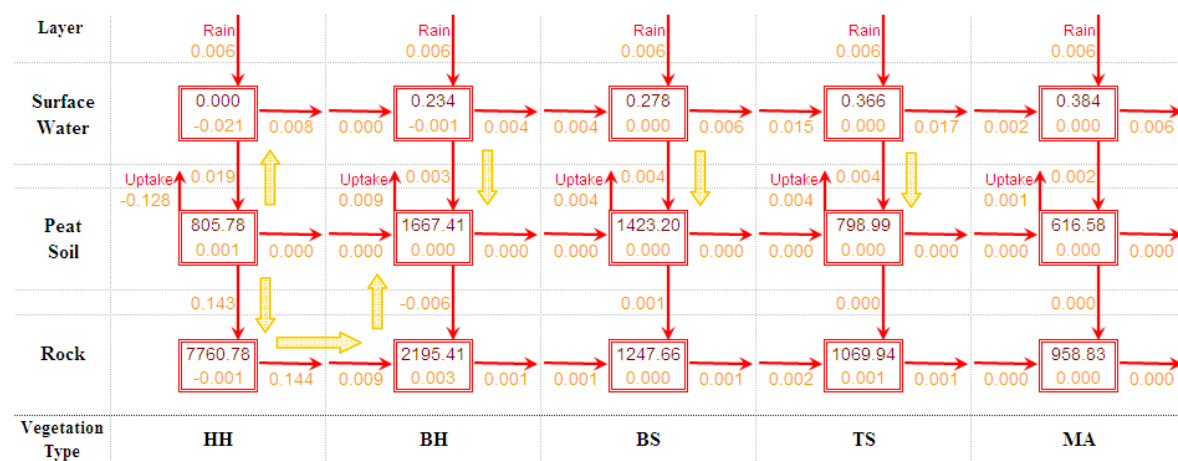 Layer Rain Rain Rain Rain Rain
0.006 0.006 0.006 0.006 0.006
Surface 0.000 0.234 0.278 0.366 0.384
Water -0.021 0.008 0.000 -0.001 0.004 0.004 0.000 0.006 0.015 0.000 0.017 0.002 0.000 0.006
Uptake 0.019 Uptake 0.003 Uptake 0.004 Uptake 0.004 Uptake 0.002
-0.128 0.009 0.004 0.004 0.001
Peat 805.78 1667.41 1423.20 798.99 616.58
Soil 0.001 0.000 0.000 0.000 0.000 0.000 0.000 0.000 0.000 0.000 0.000 0.000 0.000 0.000
0.143 -0.006 0.001 0.000 0.000
Rock 7760.78 2195.41 1247.66 1069.94 958.83
-0.001 0.144 0.009 0.003 0.001 0.001 0.000 0.001 0.002 0.001 0.001 0.000 0.000 0.000
Vegetation
Type HH BH BS TS MA